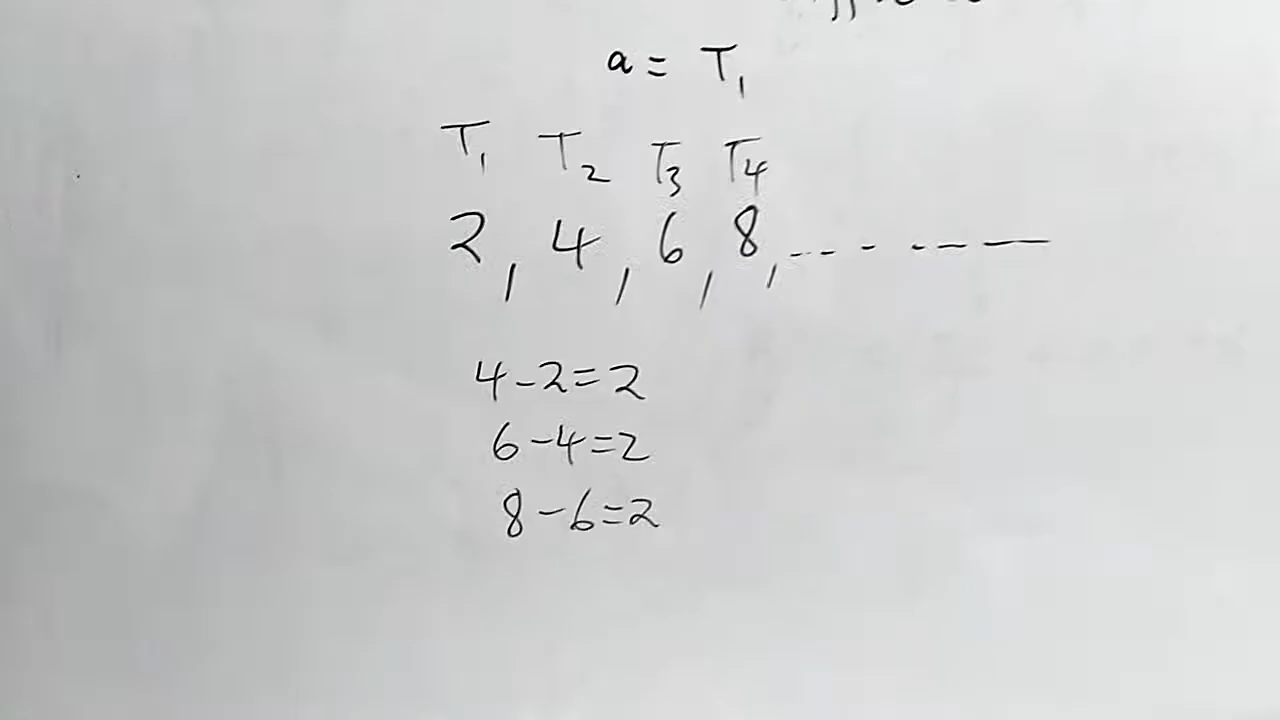 a = T₁
T₁ T₂ T₃ T₄
2, 4, 6, 8, -- - - - —
4-2=2
6-4=2
8-6=2